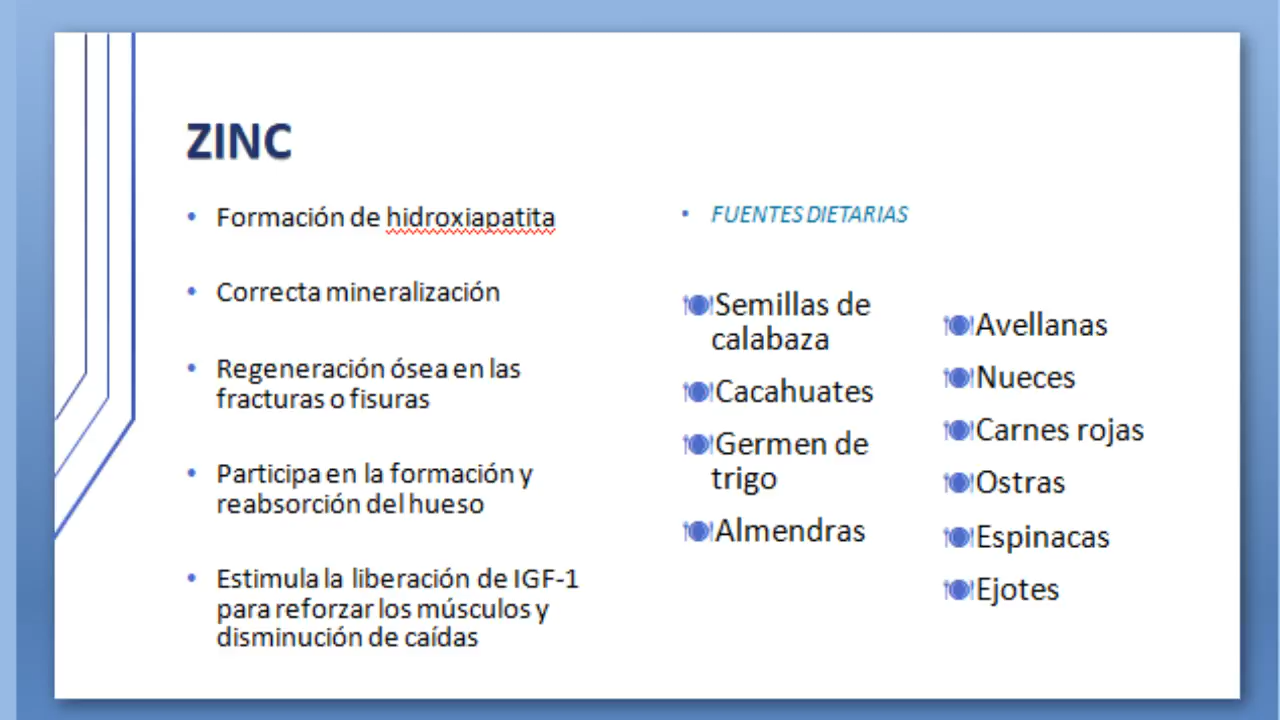 ZINC
• Formación de hidroxiapatita
• Correcta mineralización
• Regeneración ósea en las
fracturas o fisuras
• Participa en la formación y
reabsorción del hueso
• Estimula la liberación de IGF-1
para reforzar los músculos y
disminución de caídas
• FUENTES DIETARIAS
🍽Semillas de
calabaza
🍽Cacahuates
🍽Germen de
trigo
🍽Almendras
🍽Avellanas
🍽Nueces
🍽Carnes rojas
🍽Ostras
🍽Espinacas
🍽Ejotes